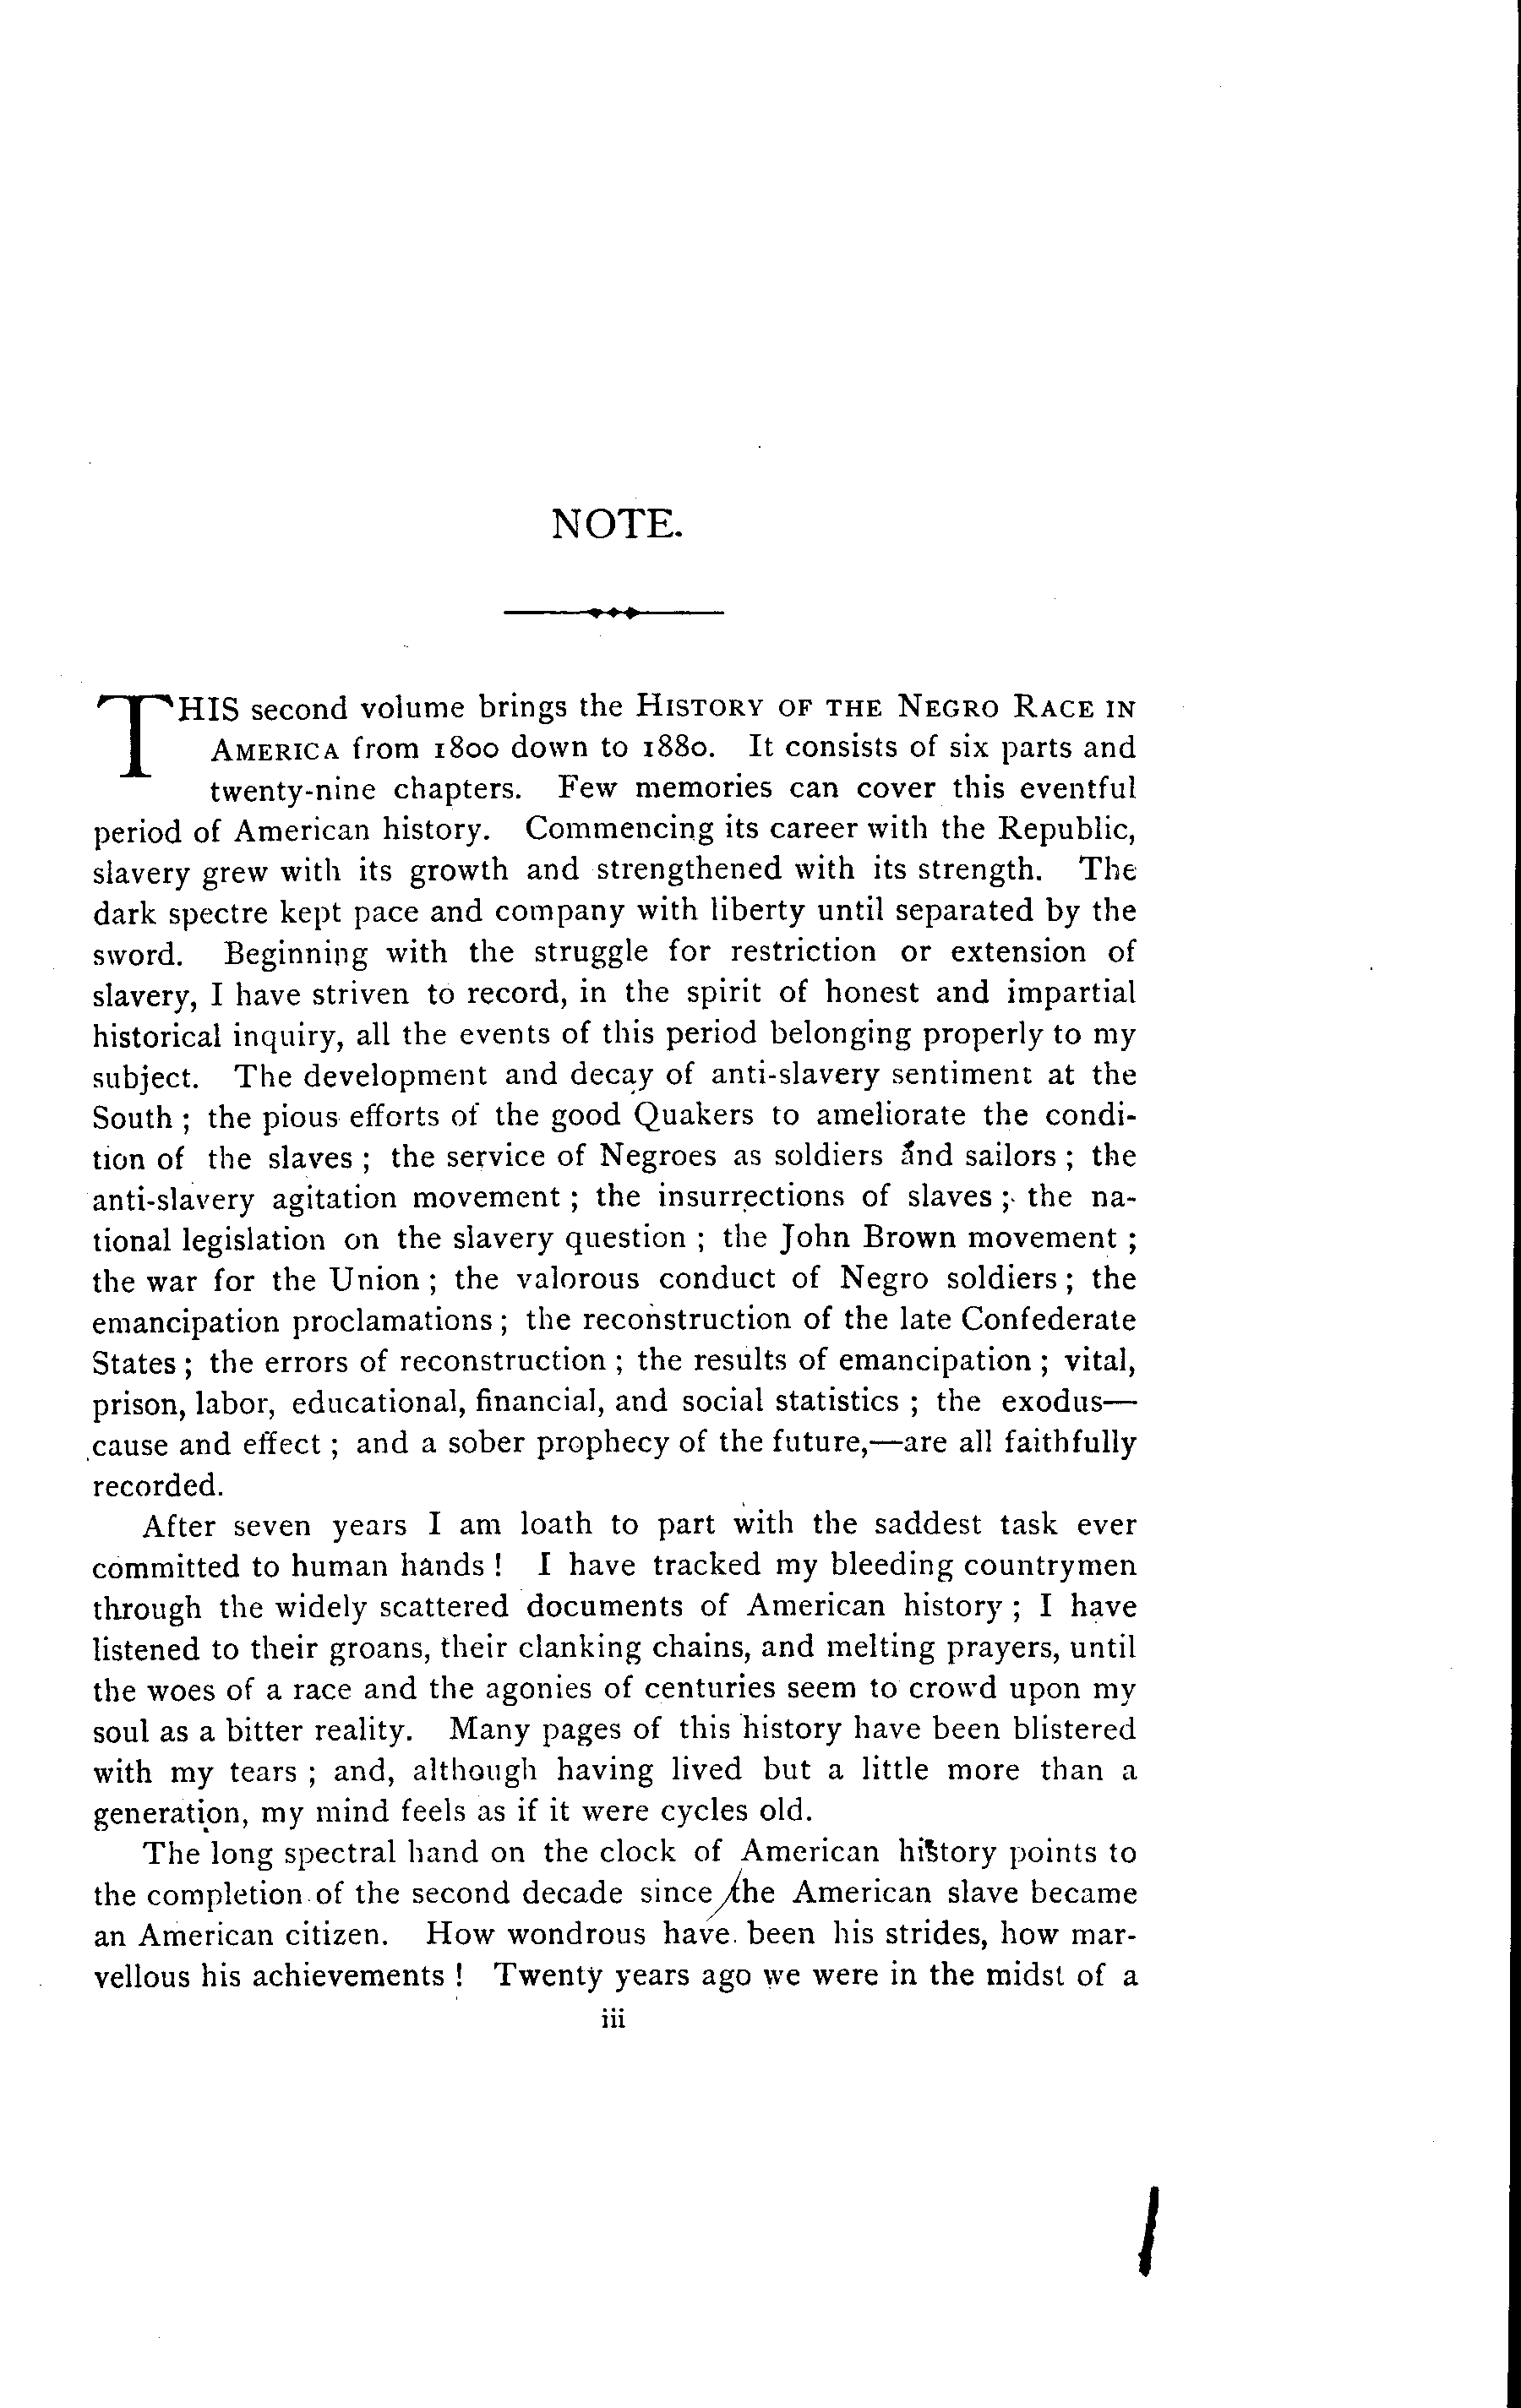 NOTE.
THIS second volume brings the HISTORY OF THE NEGRO RACE IN
AMERICA from 1800 down to 1880. It consists of six parts and
twenty-nine chapters. Few memories can cover this eventful
period of American history. Commencing its career with the Republic,
slavery grew with its growth and strengthened with its strength. The
dark spectre kept pace and company with liberty until separated by the
sword. Beginning with the struggle for restriction or extension of
slavery, I have striven to record, in the spirit of honest and impartial
historical inquiry, all the events of this period belonging properly to my
subject. The development and decay of anti-slavery sentiment at the
South ; the pious efforts of the good Quakers to ameliorate the condi-
tion of the slaves ; the service of Negroes as soldiers and sailors ; the
anti-slavery agitation movement ; the insurrections of slaves ; the na-
tional legislation on the slavery question ; the John Brown movement ;
the war for the Union ; the valorous conduct of Negro soldiers ; the
emancipation proclamations ; the reconstruction of the late Confederate
States ; the errors of reconstruction ; the results of emancipation ; vital,
prison, labor, educational, financial, and social statistics ; the exodus—
cause and effect ; and a sober prophecy of the future,—are all faithfully
recorded.
After seven years I am loath to part with the saddest task ever
committed to human hands ! I have tracked my bleeding countrymen
through the widely scattered documents of American history ; I have
listened to their groans, their clanking chains, and melting prayers, until
the woes of a race and the agonies of centuries seem to crowd upon my
soul as a bitter reality. Many pages of this history have been blistered
with my tears ; and, although having lived but a little more than a
generation, my mind feels as if it were cycles old.
The long spectral hand on the clock of American history points to
the completion of the second decade since the American slave became
an American citizen. How wondrous have been his strides, how mar-
vellous his achievements ! Twenty years ago we were in the midst of a
iii